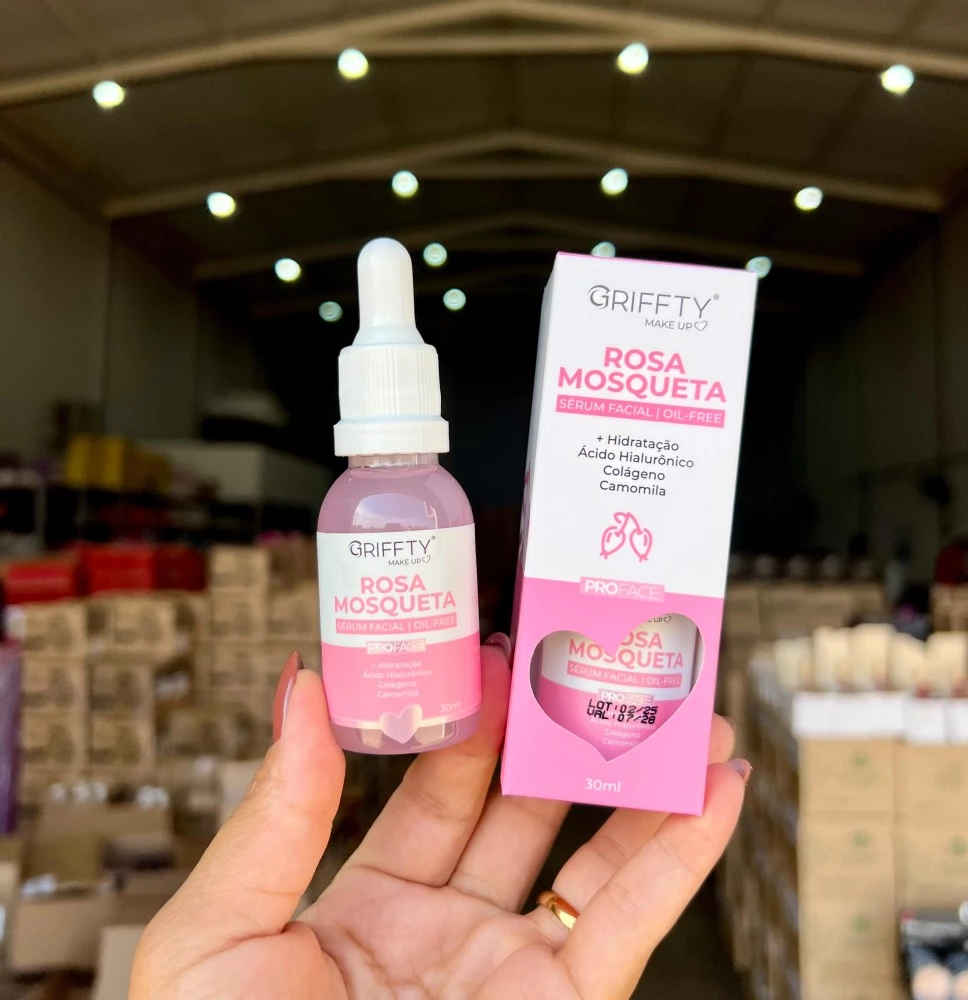 GRIFFTY®
MAKE UP
ROSA
MOSQUETA
SÉRUM FACIAL | OIL-FREE
PROFACE
+ Hidratação
Ácido Hialurônico
Colágeno
Camomila
30ml
GRIFFTY®
MAKE UP
ROSA
MOSQUETA
SÉRUM FACIAL | OIL-FREE
+ Hidratação
Ácido Hialurônico
Colágeno
Camomila
PROFACE
ROSA
MOSQUETA
SÉRUM FACIAL | OIL-FREE
PROFACE
LOT:02/25
VAL:07/28
Colágeno
Camomila
30ml